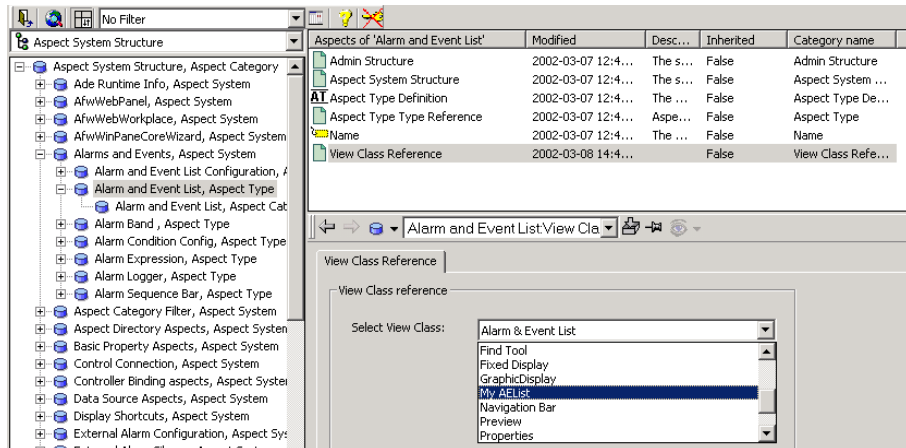 No Filter
Aspect System Structure
Aspect System Structure, Aspect Category
Ade Runtime Info, Aspect System
AfwWebPanel, Aspect System
AfwWebWorkplace, Aspect System
AfwWinPaneCoreWizard, Aspect System
Alarms and Events, Aspect System
Alarm and Event List Configuration, A
Alarm and Event List, Aspect Type
Alarm and Event List, Aspect Cat
Alarm Band , Aspect Type
Alarm Condition Config, Aspect Type
Alarm Expression, Aspect Type
Alarm Logger, Aspect Type
Alarm Sequence Bar, Aspect Type
Aspect Category Filter, Aspect System
Aspect Directory Aspects, Aspect System
Basic Property Aspects, Aspect System
Control Connection, Aspect System
Controller Binding aspects, Aspect System
Data Source Aspects, Aspect System
Display Shortcuts, Aspect System
External Alarm Configuration, Aspect Sys
Aspects of 'Alarm and Event List' Modified Desc... Inherited Category name
Admin Structure 2002-03-07 12:4... The s... False Admin Structure
Aspect System Structure 2002-03-07 12:4... The s... False Aspect System ...
AT Aspect Type Definition 2002-03-07 12:4... The ... False Aspect Type De...
Aspect Type Type Reference 2002-03-07 12:4... Aspe... False Aspect Type
Name 2002-03-07 12:4... The ... False Name
View Class Reference 2002-03-08 14:4... False View Class Refe...
Alarm and Event List:View Cla
View Class Reference
View Class reference
Select View Class: Alarm & Event List
Find Tool
Fixed Display
GraphicDisplay
My AEList
Navigation Bar
Preview
Properties